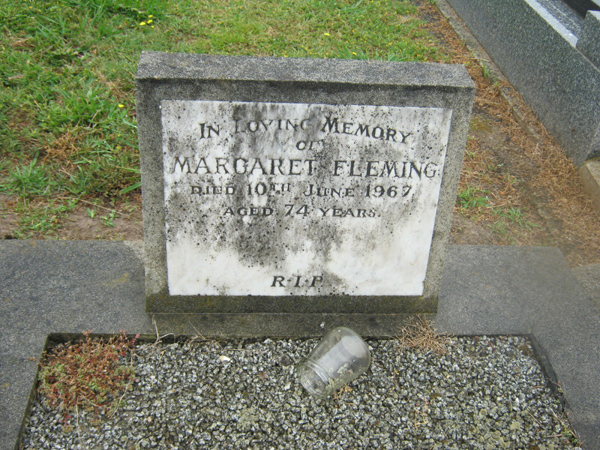 In Loving Memory
of
MARGARET FLEMING
DIED 10TH JUNE 1967
AGED 74 YEARS.
R·I·P